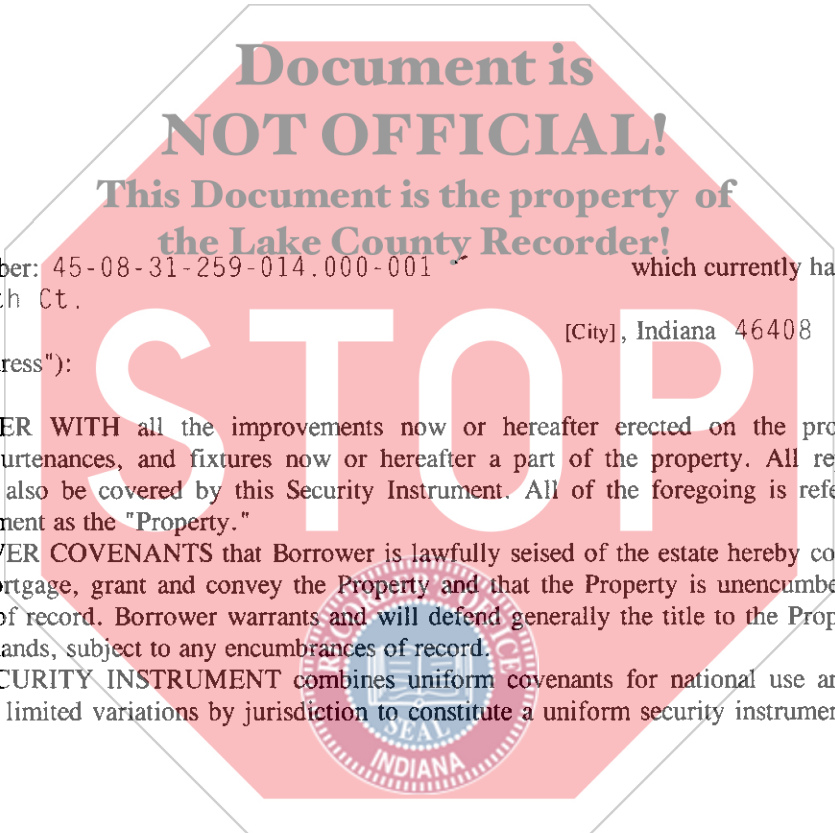 Document is
NOT OFFICIAL!
This Document is the property of
the Lake County Recorder!
ber: 45-08-31-259-014.000-001 which currently ha
h Ct.
[City], Indiana 46408
ress"):
STOP
ER WITH all the improvements now or hereafter erected on the pro
urtenances, and fixtures now or hereafter a part of the property. All re
also be covered by this Security Instrument. All of the foregoing is refe
ment as the "Property."
VER COVENANTS that Borrower is lawfully seised of the estate hereby co
rtgage, grant and convey the Property and that the Property is unencumbe
of record. Borrower warrants and will defend generally the title to the Prop
ands, subject to any encumbrances of record.
CURITY INSTRUMENT combines uniform covenants for national use an
limited variations by jurisdiction to constitute a uniform security instrumen
RECORDER'S OFFICE
SEAL
INDIANA